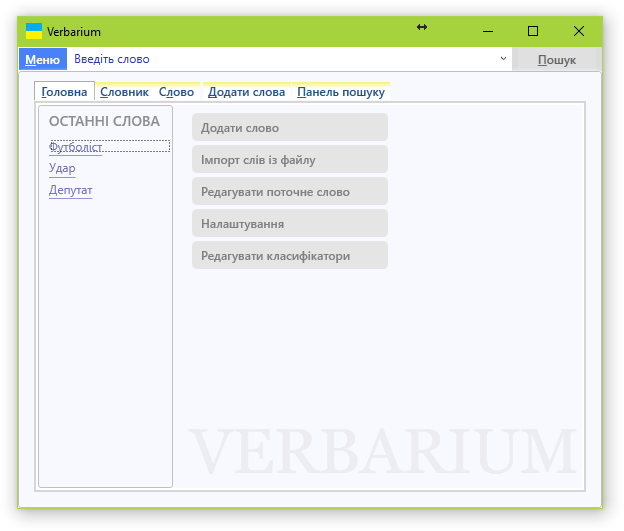 Verbarium
Меню Введіть слово Пошук
Головна Словник Слово Додати слова Панель пошуку
ОСТАННІ СЛОВА
Футболіст
Удар
Депутат
Додати слово
Імпорт слів із файлу
Редагувати поточне слово
Налаштування
Редагувати класифікатори
VERBARIUM